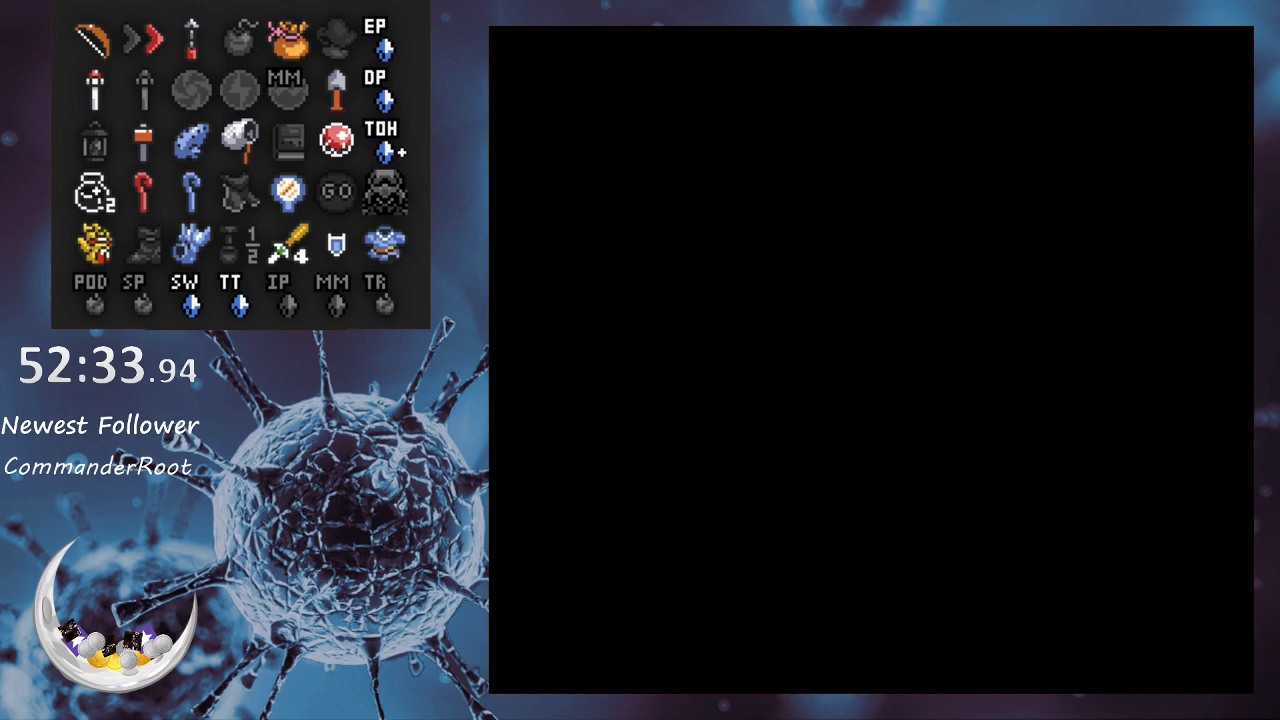 EP
MM DP
TOH
+
2 GO
1
2 4
POD SP SW TT IP MM TR
52:33.94
Newest Follower
CommanderRoot